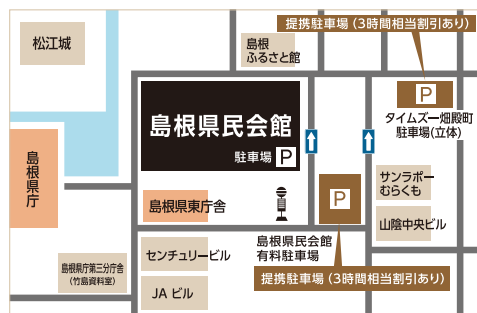 提携駐車場（3時間相当割引あり）
松江城
島根
ふるさと館
P
タイムズ一畑殿町
駐車場(立体)
島根県民会館
駐車場 P
島根県庁
サンラポー
むらくも
P
島根県東庁舎
山陰中央ビル
島根県民会館
有料駐車場
センチュリービル
島根県庁第三分庁舎
（竹島資料室）
提携駐車場（3時間相当割引あり）
JA ビル